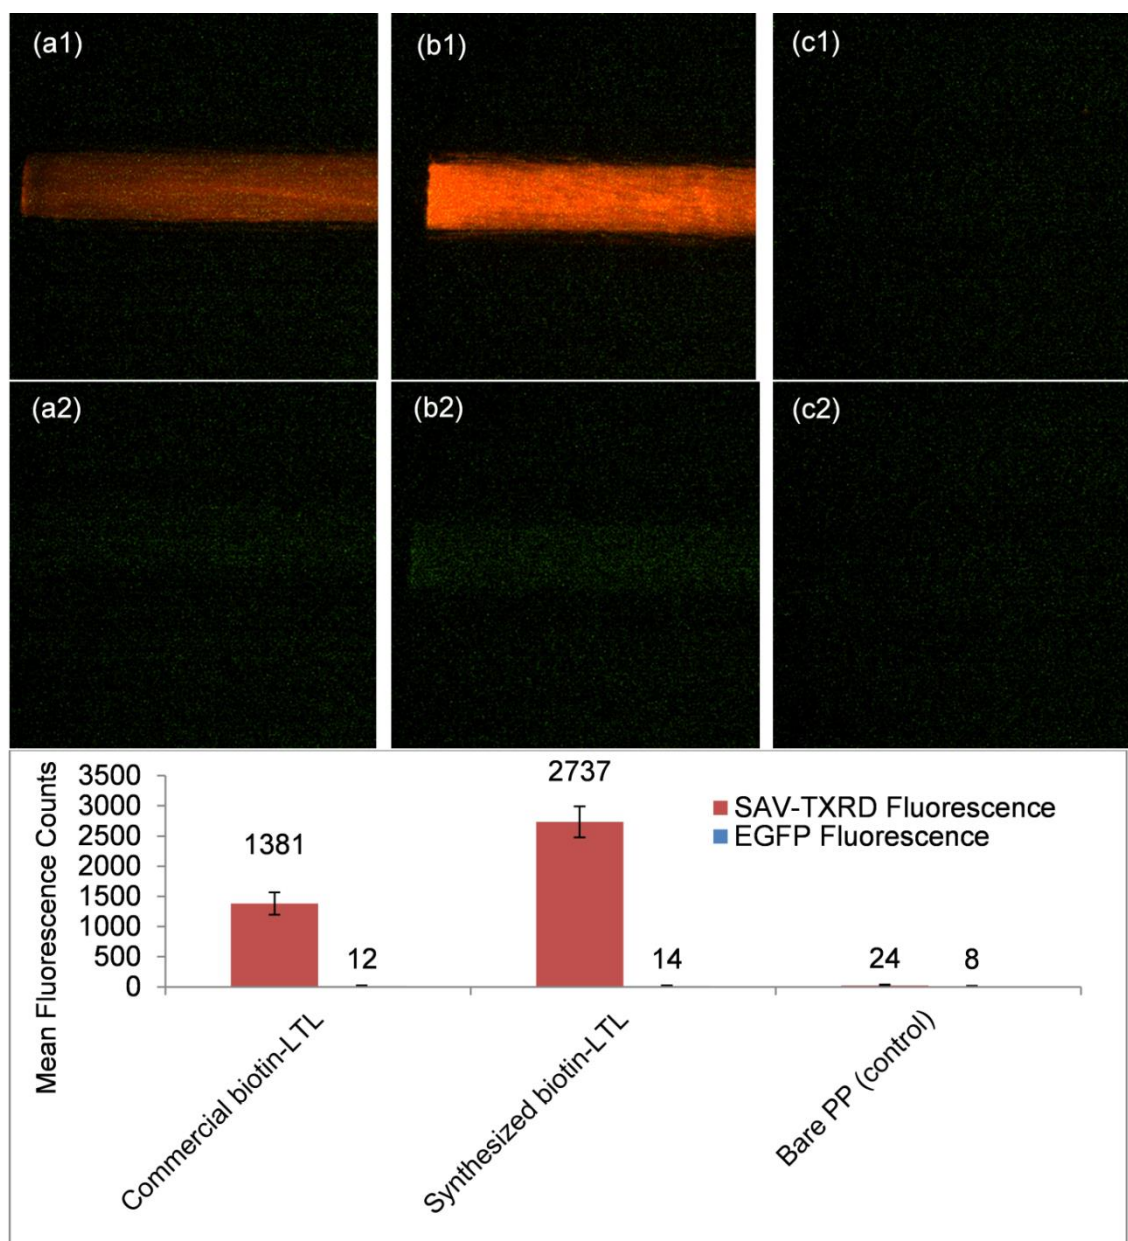 (a1)
(b1)
(c1)
(a2)
(b2)
(c2)
Mean Fluorescence Counts
3500
3000
2500
2000
1500
1000
500
0
1381
12
2737
14
24
8
SAV-TXRD Fluorescence
EGFP Fluorescence
Commercial biotin-LTL
Synthesized biotin-LTL
Bare PP (control)